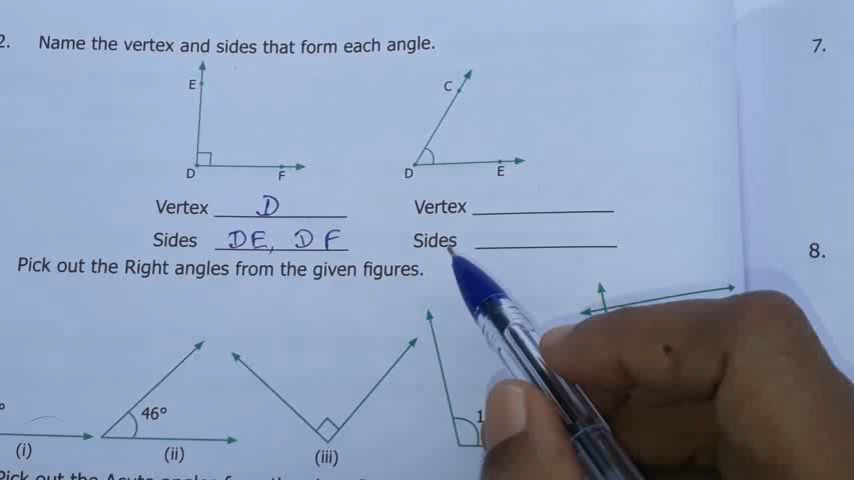 2. Name the vertex and sides that form each angle.
7.
E
C
D
F
D
E
Vertex D
Vertex
Sides DE, DF
Sides
8.
Pick out the Right angles from the given figures.
46°
1
(i)
(ii)
(iii)